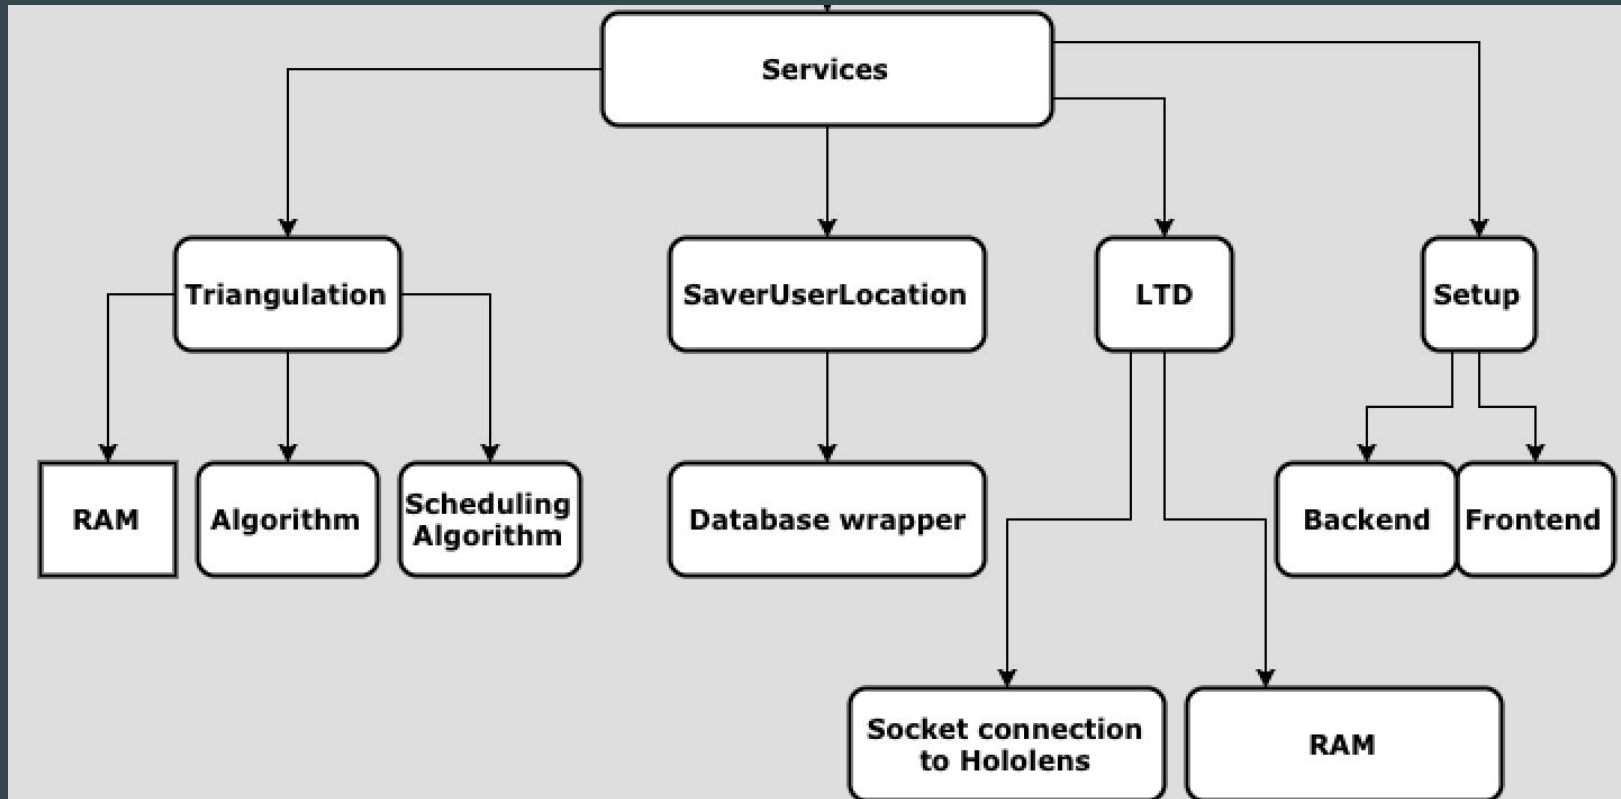 Services
Triangulation
SaverUserLocation
LTD
Setup
RAM
Algorithm
Scheduling
Algorithm
Database wrapper
Backend
Frontend
Socket connection
to Hololens
RAM